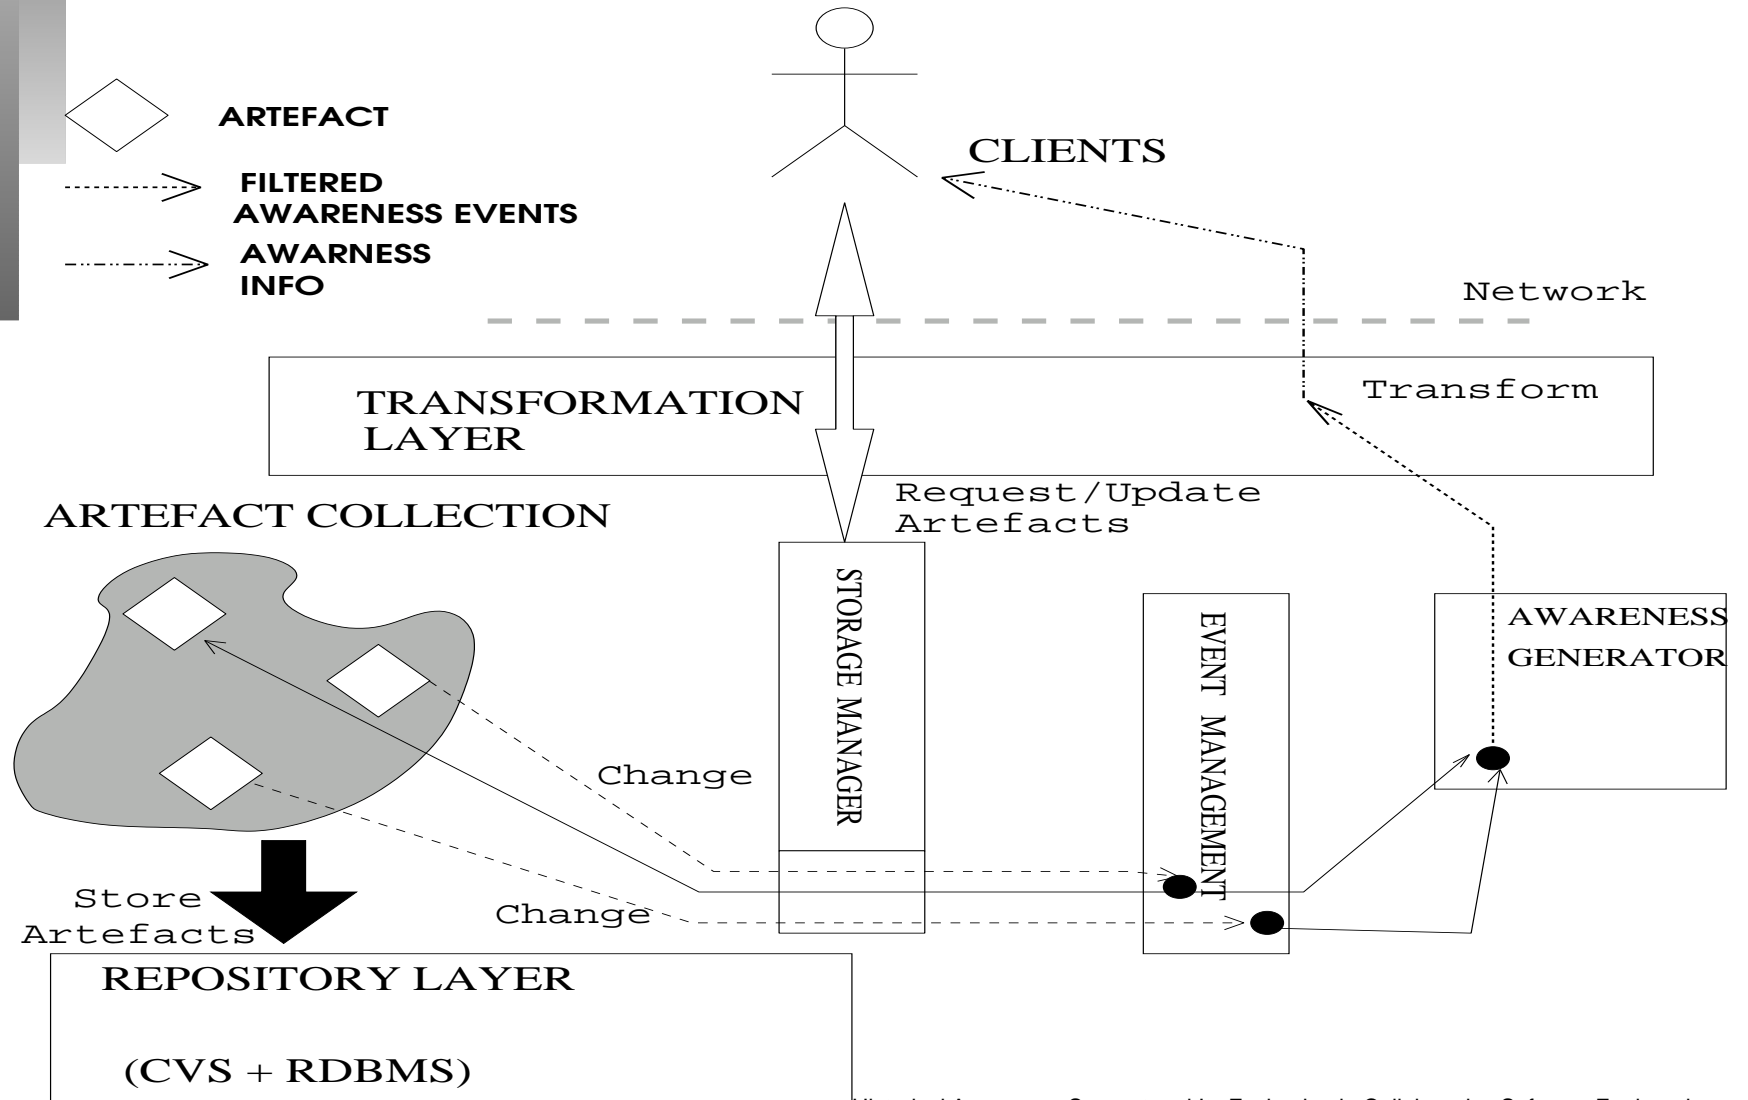 ARTEFACT
FILTERED
AWARENESS EVENTS
AWARNESS
INFO
CLIENTS
Network
TRANSFORMATION
LAYER
Transform
Request/Update
Artefacts
ARTEFACT COLLECTION
STORAGE MANAGER
EVENT MANAGEMENT
AWARENESS
GENERATOR
Change
Change
Store
Artefacts
REPOSITORY LAYER
(CVS + RDBMS)